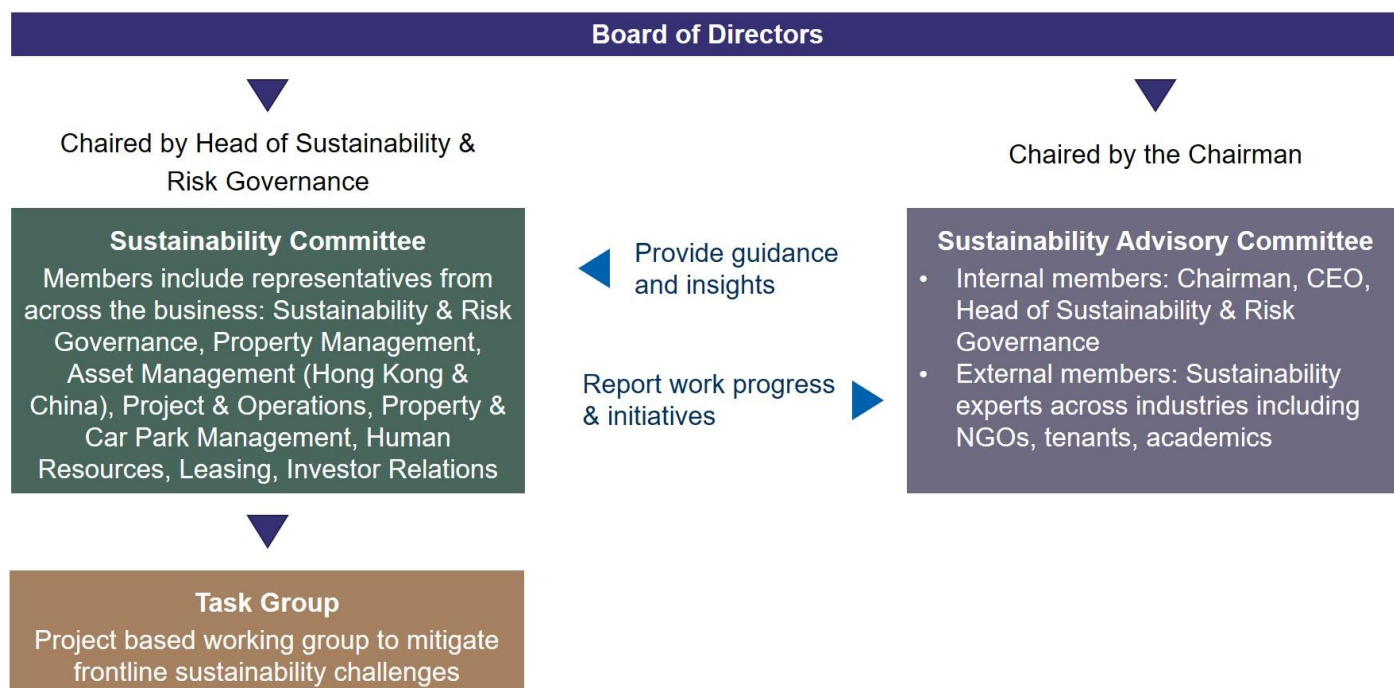 Board of Directors
Chaired by Head of Sustainability &
Risk Governance
Sustainability Committee
Members include representatives from
across the business: Sustainability & Risk
Governance, Property Management,
Asset Management (Hong Kong &
China), Project & Operations, Property &
Car Park Management, Human
Resources, Leasing, Investor Relations
Provide guidance
and insights
Report work progress
& initiatives
Chaired by the Chairman
Sustainability Advisory Committee
• Internal members: Chairman, CEO,
Head of Sustainability & Risk
Governance
• External members: Sustainability
experts across industries including
NGOs, tenants, academics
Task Group
Project based working group to mitigate
frontline sustainability challenges